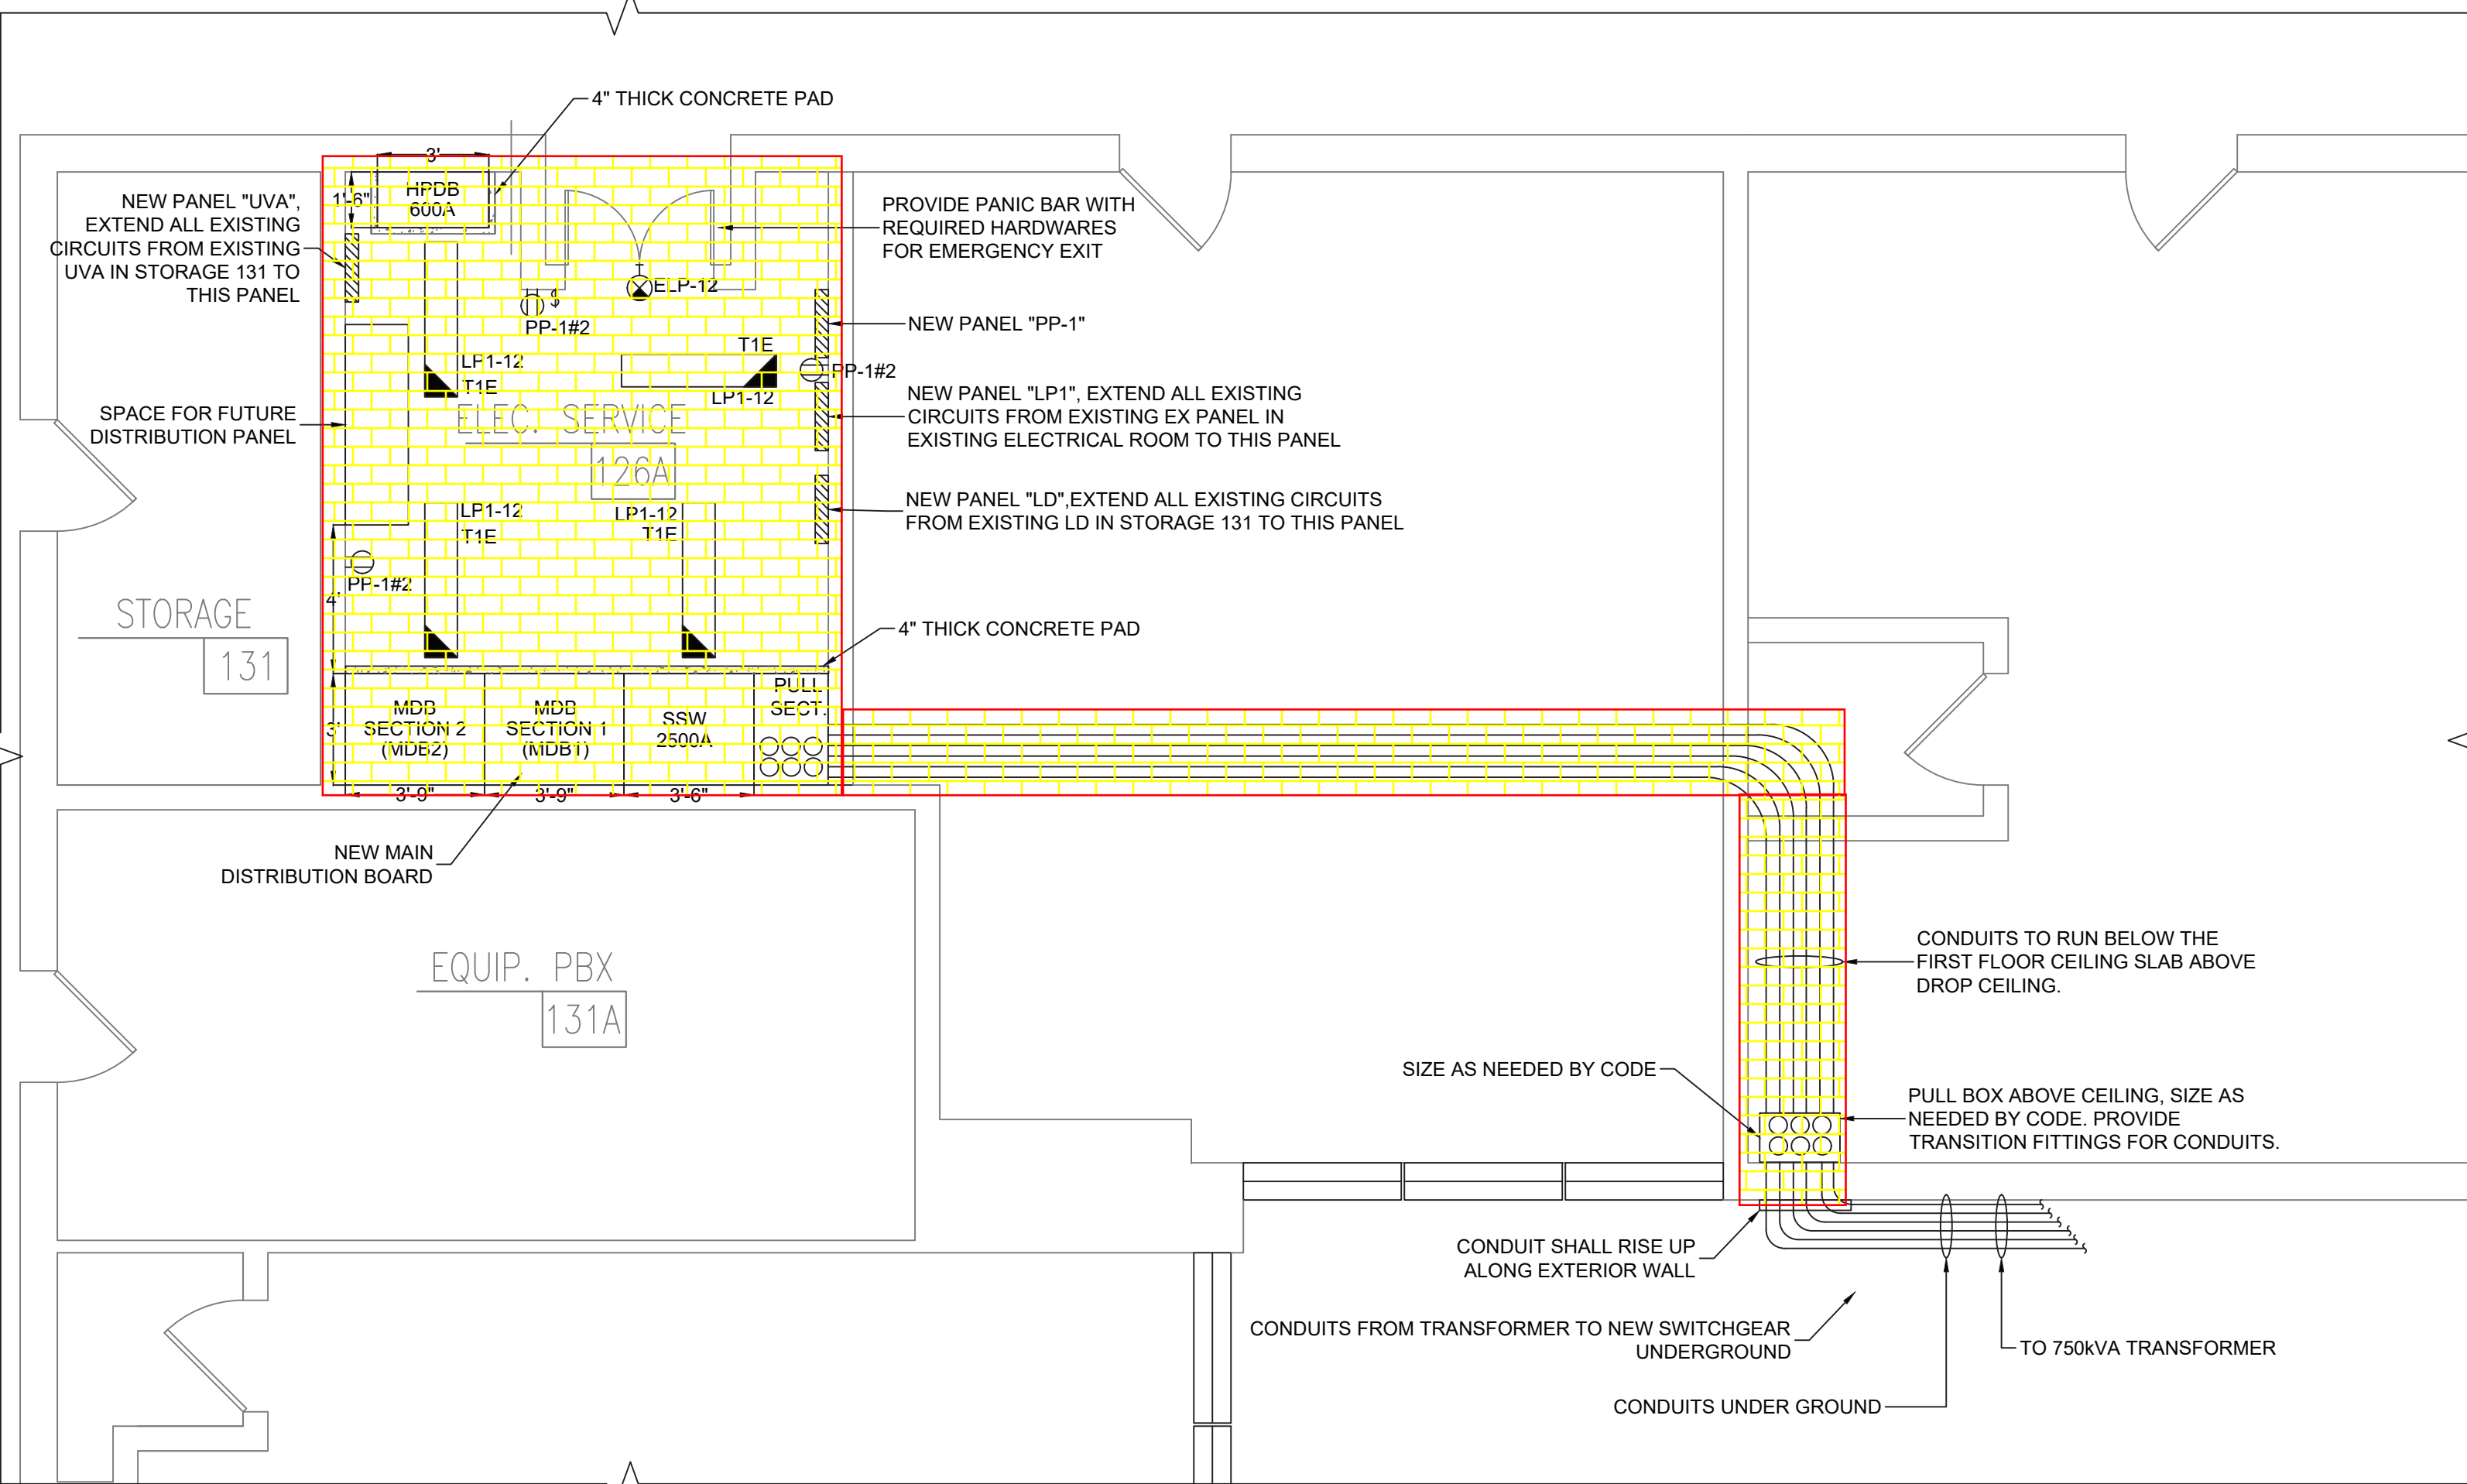 4" THICK CONCRETE PAD
3'
HPDB
600A
1'-6"
NEW PANEL "UVA",
EXTEND ALL EXISTING
CIRCUITS FROM EXISTING
UVA IN STORAGE 131 TO
THIS PANEL
PROVIDE PANIC BAR WITH
REQUIRED HARDWARES
FOR EMERGENCY EXIT
ELP-12
$
PP-1#2
NEW PANEL "PP-1"
T1E
LP1-12
T1E
PP-1#2
LP1-12
NEW PANEL "LP1", EXTEND ALL EXISTING
CIRCUITS FROM EXISTING EX PANEL IN
EXISTING ELECTRICAL ROOM TO THIS PANEL
SPACE FOR FUTURE
DISTRIBUTION PANEL
ELEC. SERVICE
126A
NEW PANEL "LD",EXTEND ALL EXISTING CIRCUITS
FROM EXISTING LD IN STORAGE 131 TO THIS PANEL
LP1-12
T1E
LP1-12
T1E
PP-1#2
4'
STORAGE
131
4" THICK CONCRETE PAD
3'
MDB
SECTION 2
(MDB2)
MDB
SECTION 1
(MDB1)
SSW
2500A
PULL
SECT.
3'-9"
3'-9"
3'-6"
NEW MAIN
DISTRIBUTION BOARD
EQUIP. PBX
131A
CONDUITS TO RUN BELOW THE
FIRST FLOOR CEILING SLAB ABOVE
DROP CEILING.
SIZE AS NEEDED BY CODE
PULL BOX ABOVE CEILING, SIZE AS
NEEDED BY CODE. PROVIDE
TRANSITION FITTINGS FOR CONDUITS.
CONDUIT SHALL RISE UP
ALONG EXTERIOR WALL
CONDUITS FROM TRANSFORMER TO NEW SWITCHGEAR
UNDERGROUND
TO 750kVA TRANSFORMER
CONDUITS UNDER GROUND